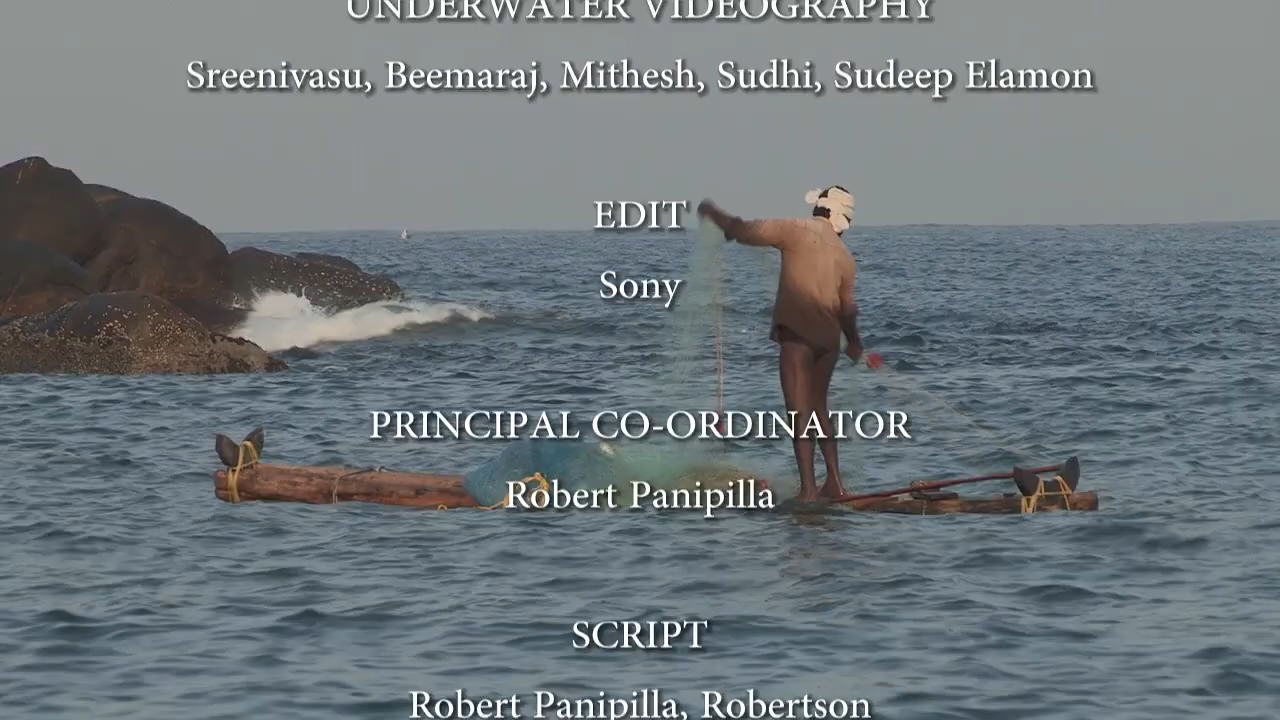 UNDERWATER VIDEOGRAPHY
Sreenivasu, Beemaraj, Mithesh, Sudhi, Sudeep Elamon
EDIT
Sony
PRINCIPAL CO-ORDINATOR
Robert Panipilla
SCRIPT
Robert Panipilla, Robertson